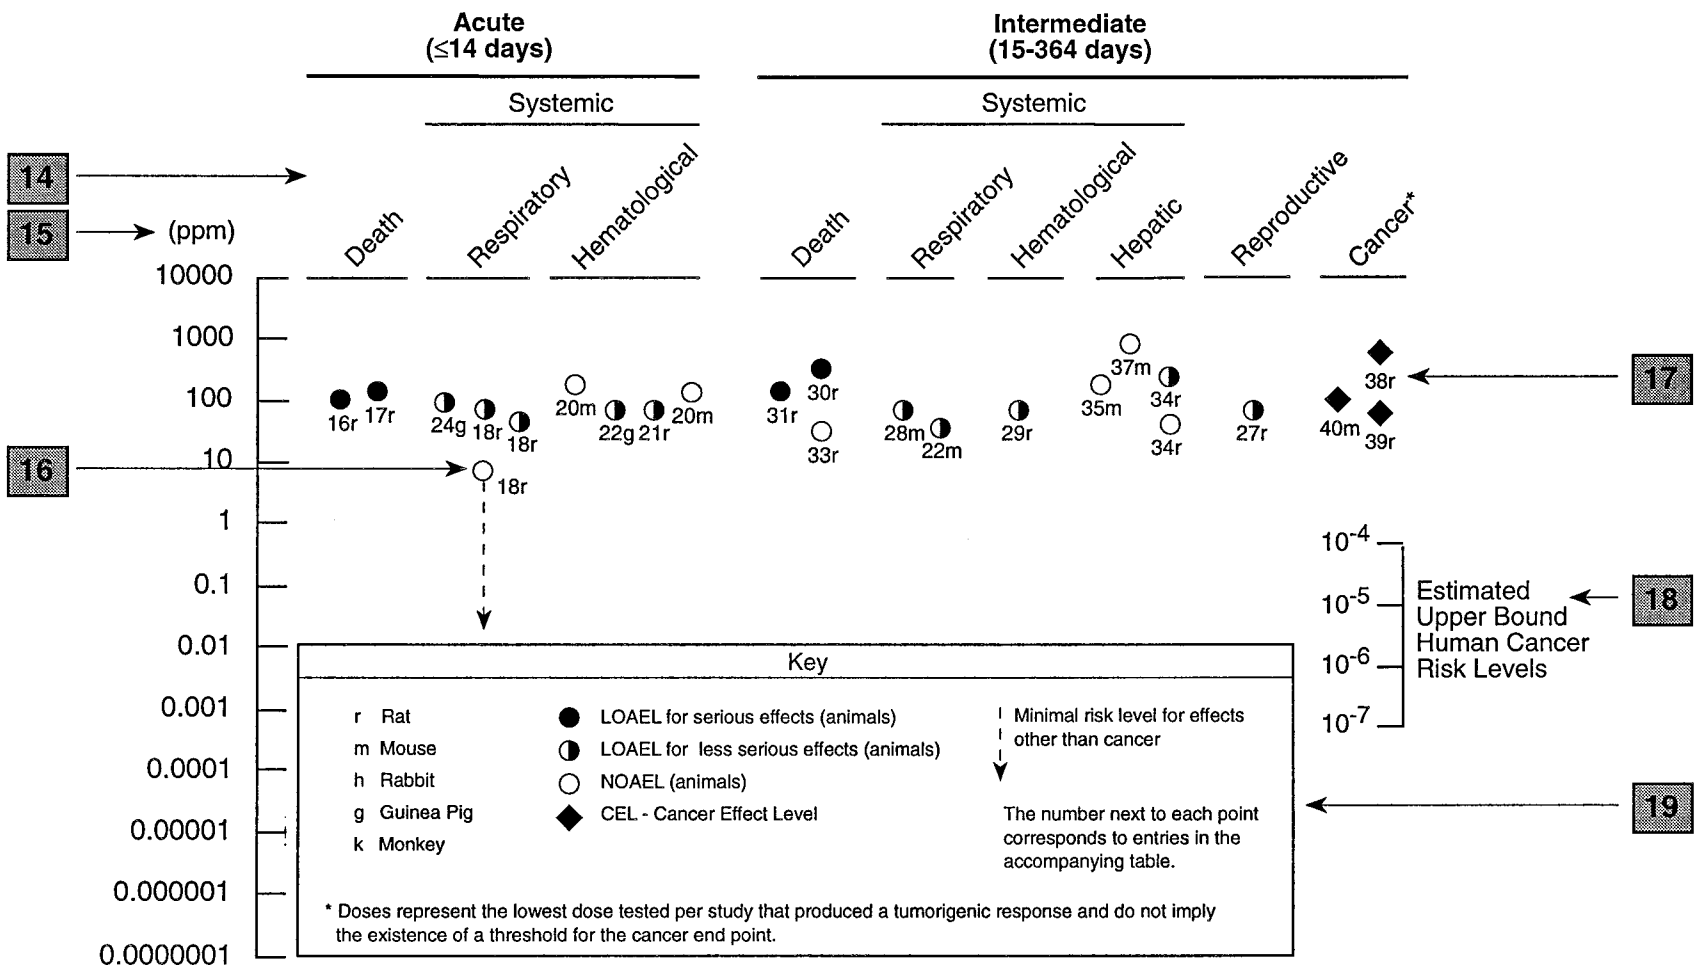 Acute
(≤14 days)
Intermediate
(15-364 days)
Systemic
Systemic
14
15
(ppm)
Death
Respiratory
Hematological
Death
Respiratory
Hematological
Hepatic
Reproductive
Cancer*
10000
1000
100
10
1
0.1
0.01
0.001
0.0001
0.00001
0.000001
0.0000001
16r
17r
24g
18r
18r
20m
22g
21r
20m
31r
30r
33r
28m
22m
29r
37m
35m
34r
34r
27r
40m
38r
39r
17
16
18r
10-4
10-5
10-6
10-7
Estimated
Upper Bound
Human Cancer
Risk Levels
18
Key
r Rat
m Mouse
h Rabbit
g Guinea Pig
k Monkey
LOAEL for serious effects (animals)
LOAEL for less serious effects (animals)
NOAEL (animals)
CEL - Cancer Effect Level
Minimal risk level for effects
other than cancer
The number next to each point
corresponds to entries in the
accompanying table.
19
* Doses represent the lowest dose tested per study that produced a tumorigenic response and do not imply
the existence of a threshold for the cancer end point.